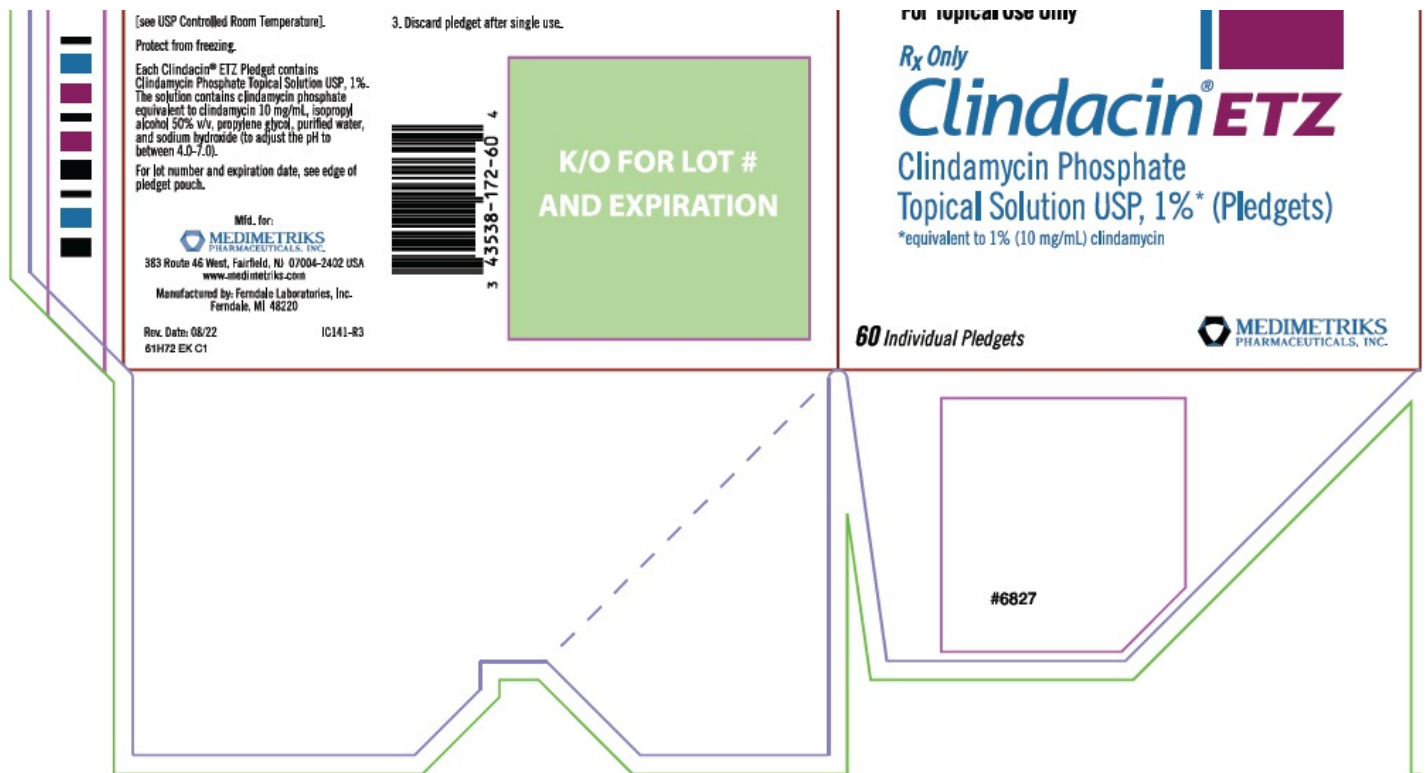 [see USP Controlled Room Temperature].
Protect from freezing.
Each Clindacin® ETZ Pledget contains
Clindamycin Phosphate Topical Solution USP, 1%.
The solution contains clindamycin phosphate
equivalent to clindamycin 10 mg/mL, isopropyl
alcohol 50% v/v, propylene glycol, purified water,
and sodium hydroxide (to adjust the pH to
between 4.0-7.0).
For lot number and expiration date, see edge of
pledget pouch.
Mfd. for:
MEDIMETRIKS
PHARMACEUTICALS, INC.
383 Route 46 West, Fairfield, NJ 07004-2402 USA
www.medimetriks.com
Manufactured by: Ferndale Laboratories, Inc.
Ferndale, MI 48220
Rev. Date: 08/22 IC141-R3
61H72 EK C1
3. Discard pledget after single use.
3 43538-172-60 4
K/O FOR LOT #
AND EXPIRATION
For Topical Use Only
Rx Only
Clindacin® ETZ
Clindamycin Phosphate
Topical Solution USP, 1%* (Pledgets)
*equivalent to 1% (10 mg/mL) clindamycin
60 Individual Pledgets
MEDIMETRIKS
PHARMACEUTICALS, INC.
#6827